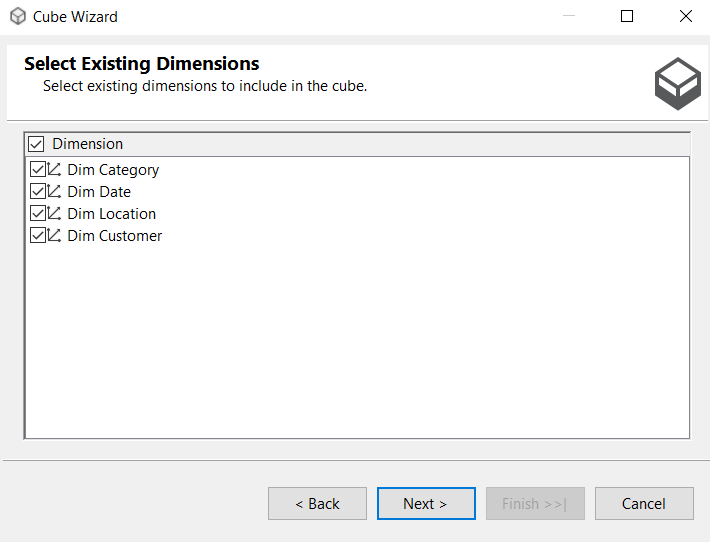 Cube Wizard
Select Existing Dimensions
Select existing dimensions to include in the cube.
Dimension
Dim Category
Dim Date
Dim Location
Dim Customer
< Back
Next >
Finish >>|
Cancel